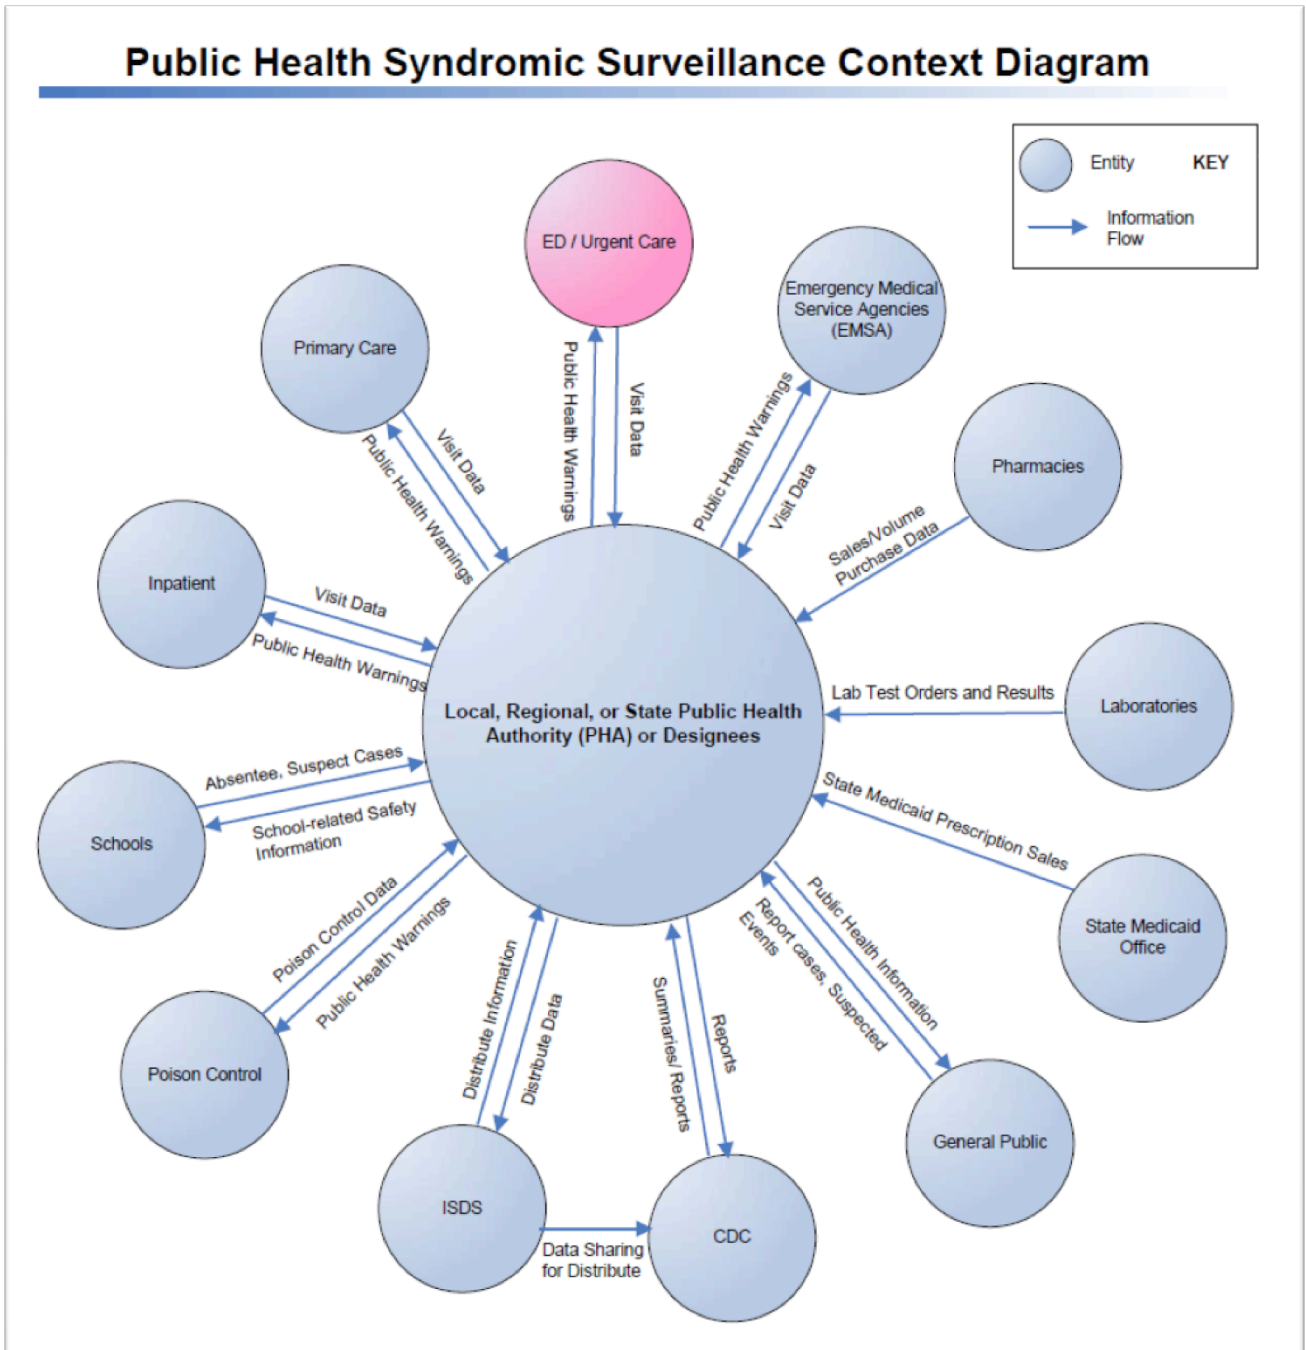 Public Health Syndromic Surveillance Context Diagram
Entity
KEY
Information
Flow
ED / Urgent Care
Emergency Medical
Service Agencies
(EMSA)
Primary Care
Pharmacies
Public Health Warnings
Visit Data
Public Health Warnings
Visit Data
Visit Data
Public Health Warnings
Sales/Volume
Purchase Data
Inpatient
Visit Data
Public Health Warnings
Local, Regional, or State Public Health
Authority (PHA) or Designees
Lab Test Orders and Results
Laboratories
Absentee, Suspect Cases
School-related Safety
Information
Schools
State Medicaid Prescription Sales
State Medicaid
Office
Poison Control Data
Public Health Warnings
Poison Control
Public Health Information
Report cases, Suspected
Events
General Public
Distribute Information
Distribute Data
Summaries/ Reports
Reports
ISDS
Data Sharing
for Distribute
CDC